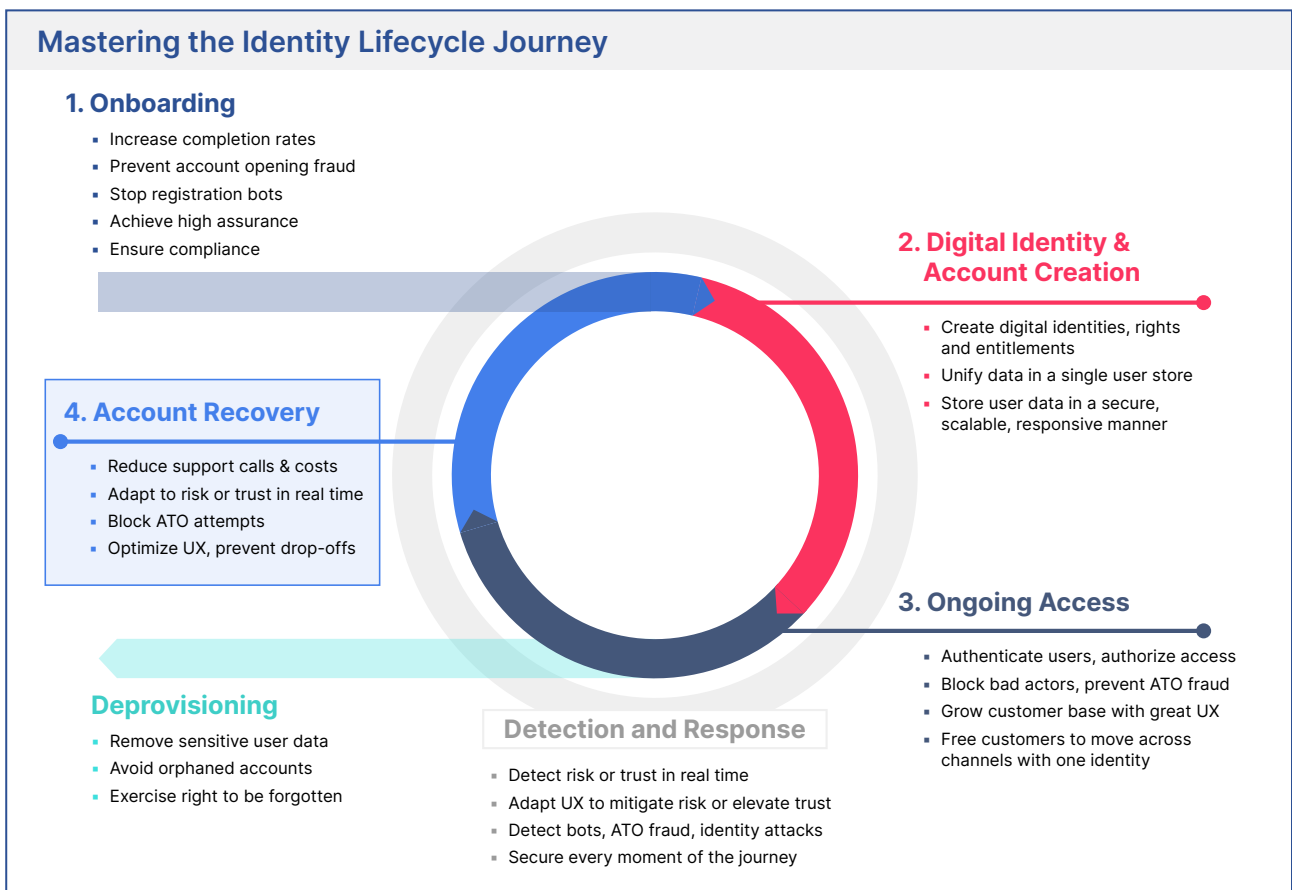 Mastering the Identity Lifecycle Journey
1. Onboarding
▪ Increase completion rates
▪ Prevent account opening fraud
▪ Stop registration bots
▪ Achieve high assurance
▪ Ensure compliance
2. Digital Identity &
Account Creation
▪ Create digital identities, rights
and entitlements
▪ Unify data in a single user store
▪ Store user data in a secure,
scalable, responsive manner
3. Ongoing Access
▪ Authenticate users, authorize access
▪ Block bad actors, prevent ATO fraud
▪ Grow customer base with great UX
▪ Free customers to move across
channels with one identity
4. Account Recovery
▪ Reduce support calls & costs
▪ Adapt to risk or trust in real time
▪ Block ATO attempts
▪ Optimize UX, prevent drop-offs
Deprovisioning
▪ Remove sensitive user data
▪ Avoid orphaned accounts
▪ Exercise right to be forgotten
Detection and Response
▪ Detect risk or trust in real time
▪ Adapt UX to mitigate risk or elevate trust
▪ Detect bots, ATO fraud, identity attacks
▪ Secure every moment of the journey